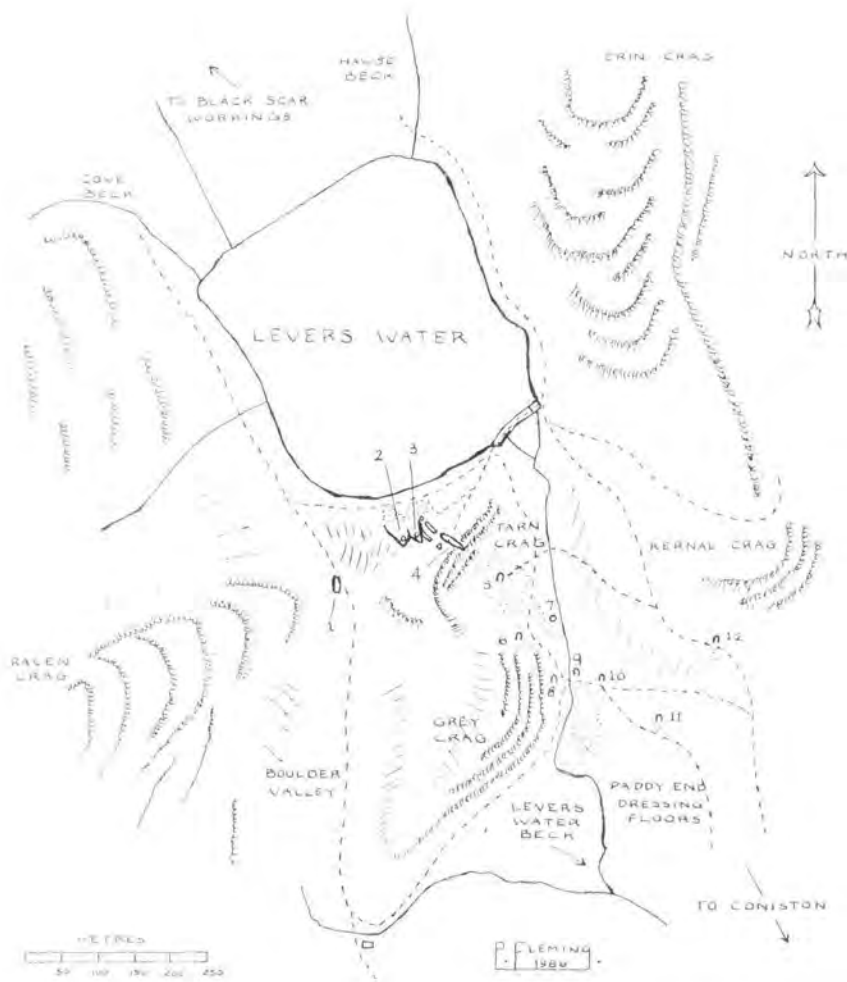 HAWSE
BECK
ERIN CRAG
TO BLACK SCAR
WORKINGS
COVE
BECK
NORTH
LEVERS WATER
2
3
TARN
CRAG
KERNAL CRAG
4
5
1
7
6
12
9
8
10
RAVEN
CRAG
11
GREY
CRAG
BOULDER
VALLEY
PADDY END
DRESSING
FLOORS
LEVERS
WATER
BECK
TO CONISTON
METRES
50 100 150 200 250
P. FLEMING